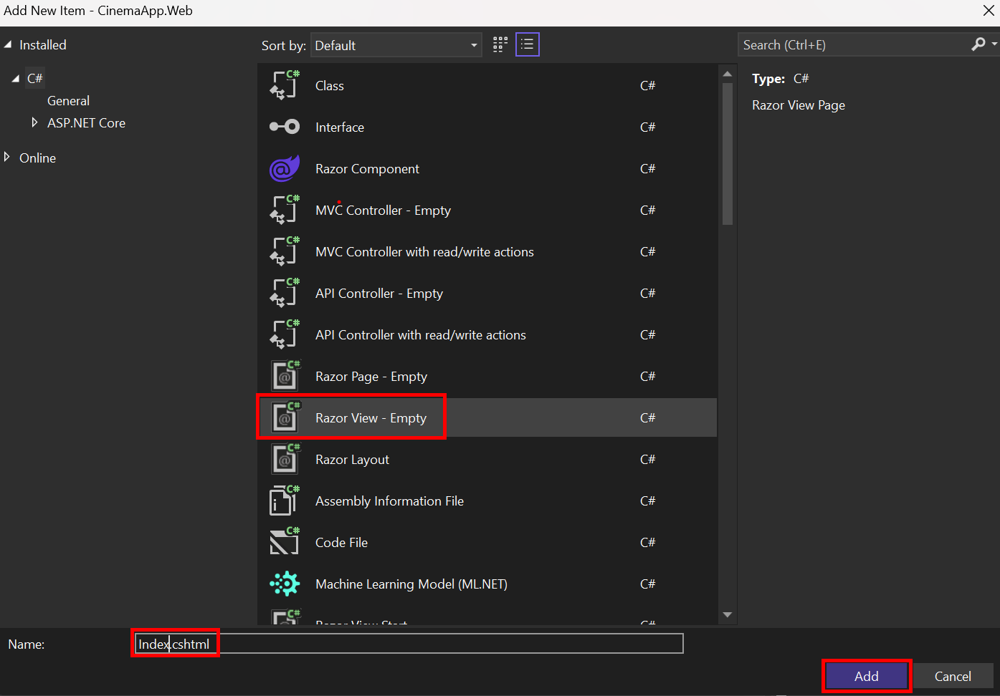 Add New Item - CinemaApp.Web
Installed
C#
General
ASP.NET Core
Online
Sort by: Default
Search (Ctrl+E)
Class C#
Interface C#
Razor Component C#
MVC Controller - Empty C#
MVC Controller with read/write actions C#
API Controller - Empty C#
API Controller with read/write actions C#
Razor Page - Empty C#
Razor View - Empty C#
Razor Layout C#
Assembly Information File C#
Code File C#
Machine Learning Model (ML.NET) C#
Razor View Start C#
Type: C#
Razor View Page
Name: Index.cshtml
Add Cancel